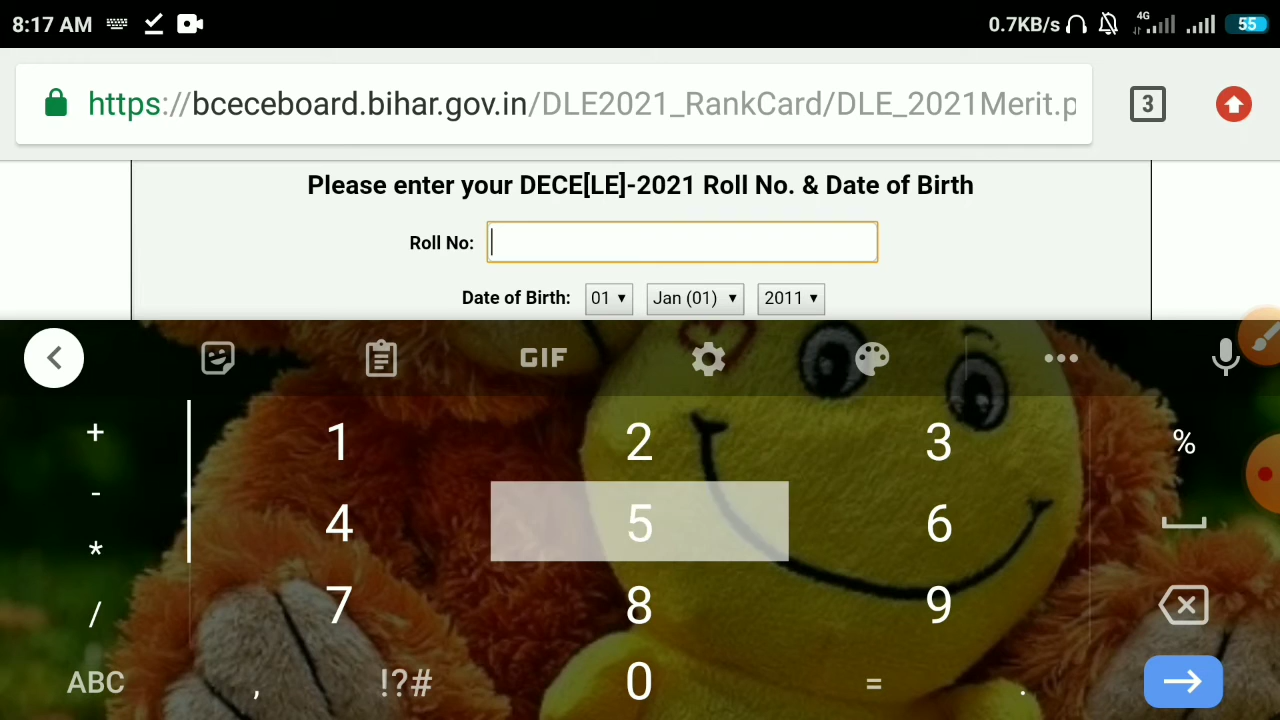 8:17 AM 0.7KB/s 4G 55
https://bceceboard.bihar.gov.in/DLE2021_RankCard/DLE_2021Merit.p 3
Please enter your DECE[LE]-2021 Roll No. & Date of Birth
Roll No:
Date of Birth: 01 Jan (01) 2011
GIF
+ 1 2 3 %
-
4 5 6
*
/ 7 8 9
ABC , !?# 0 = .